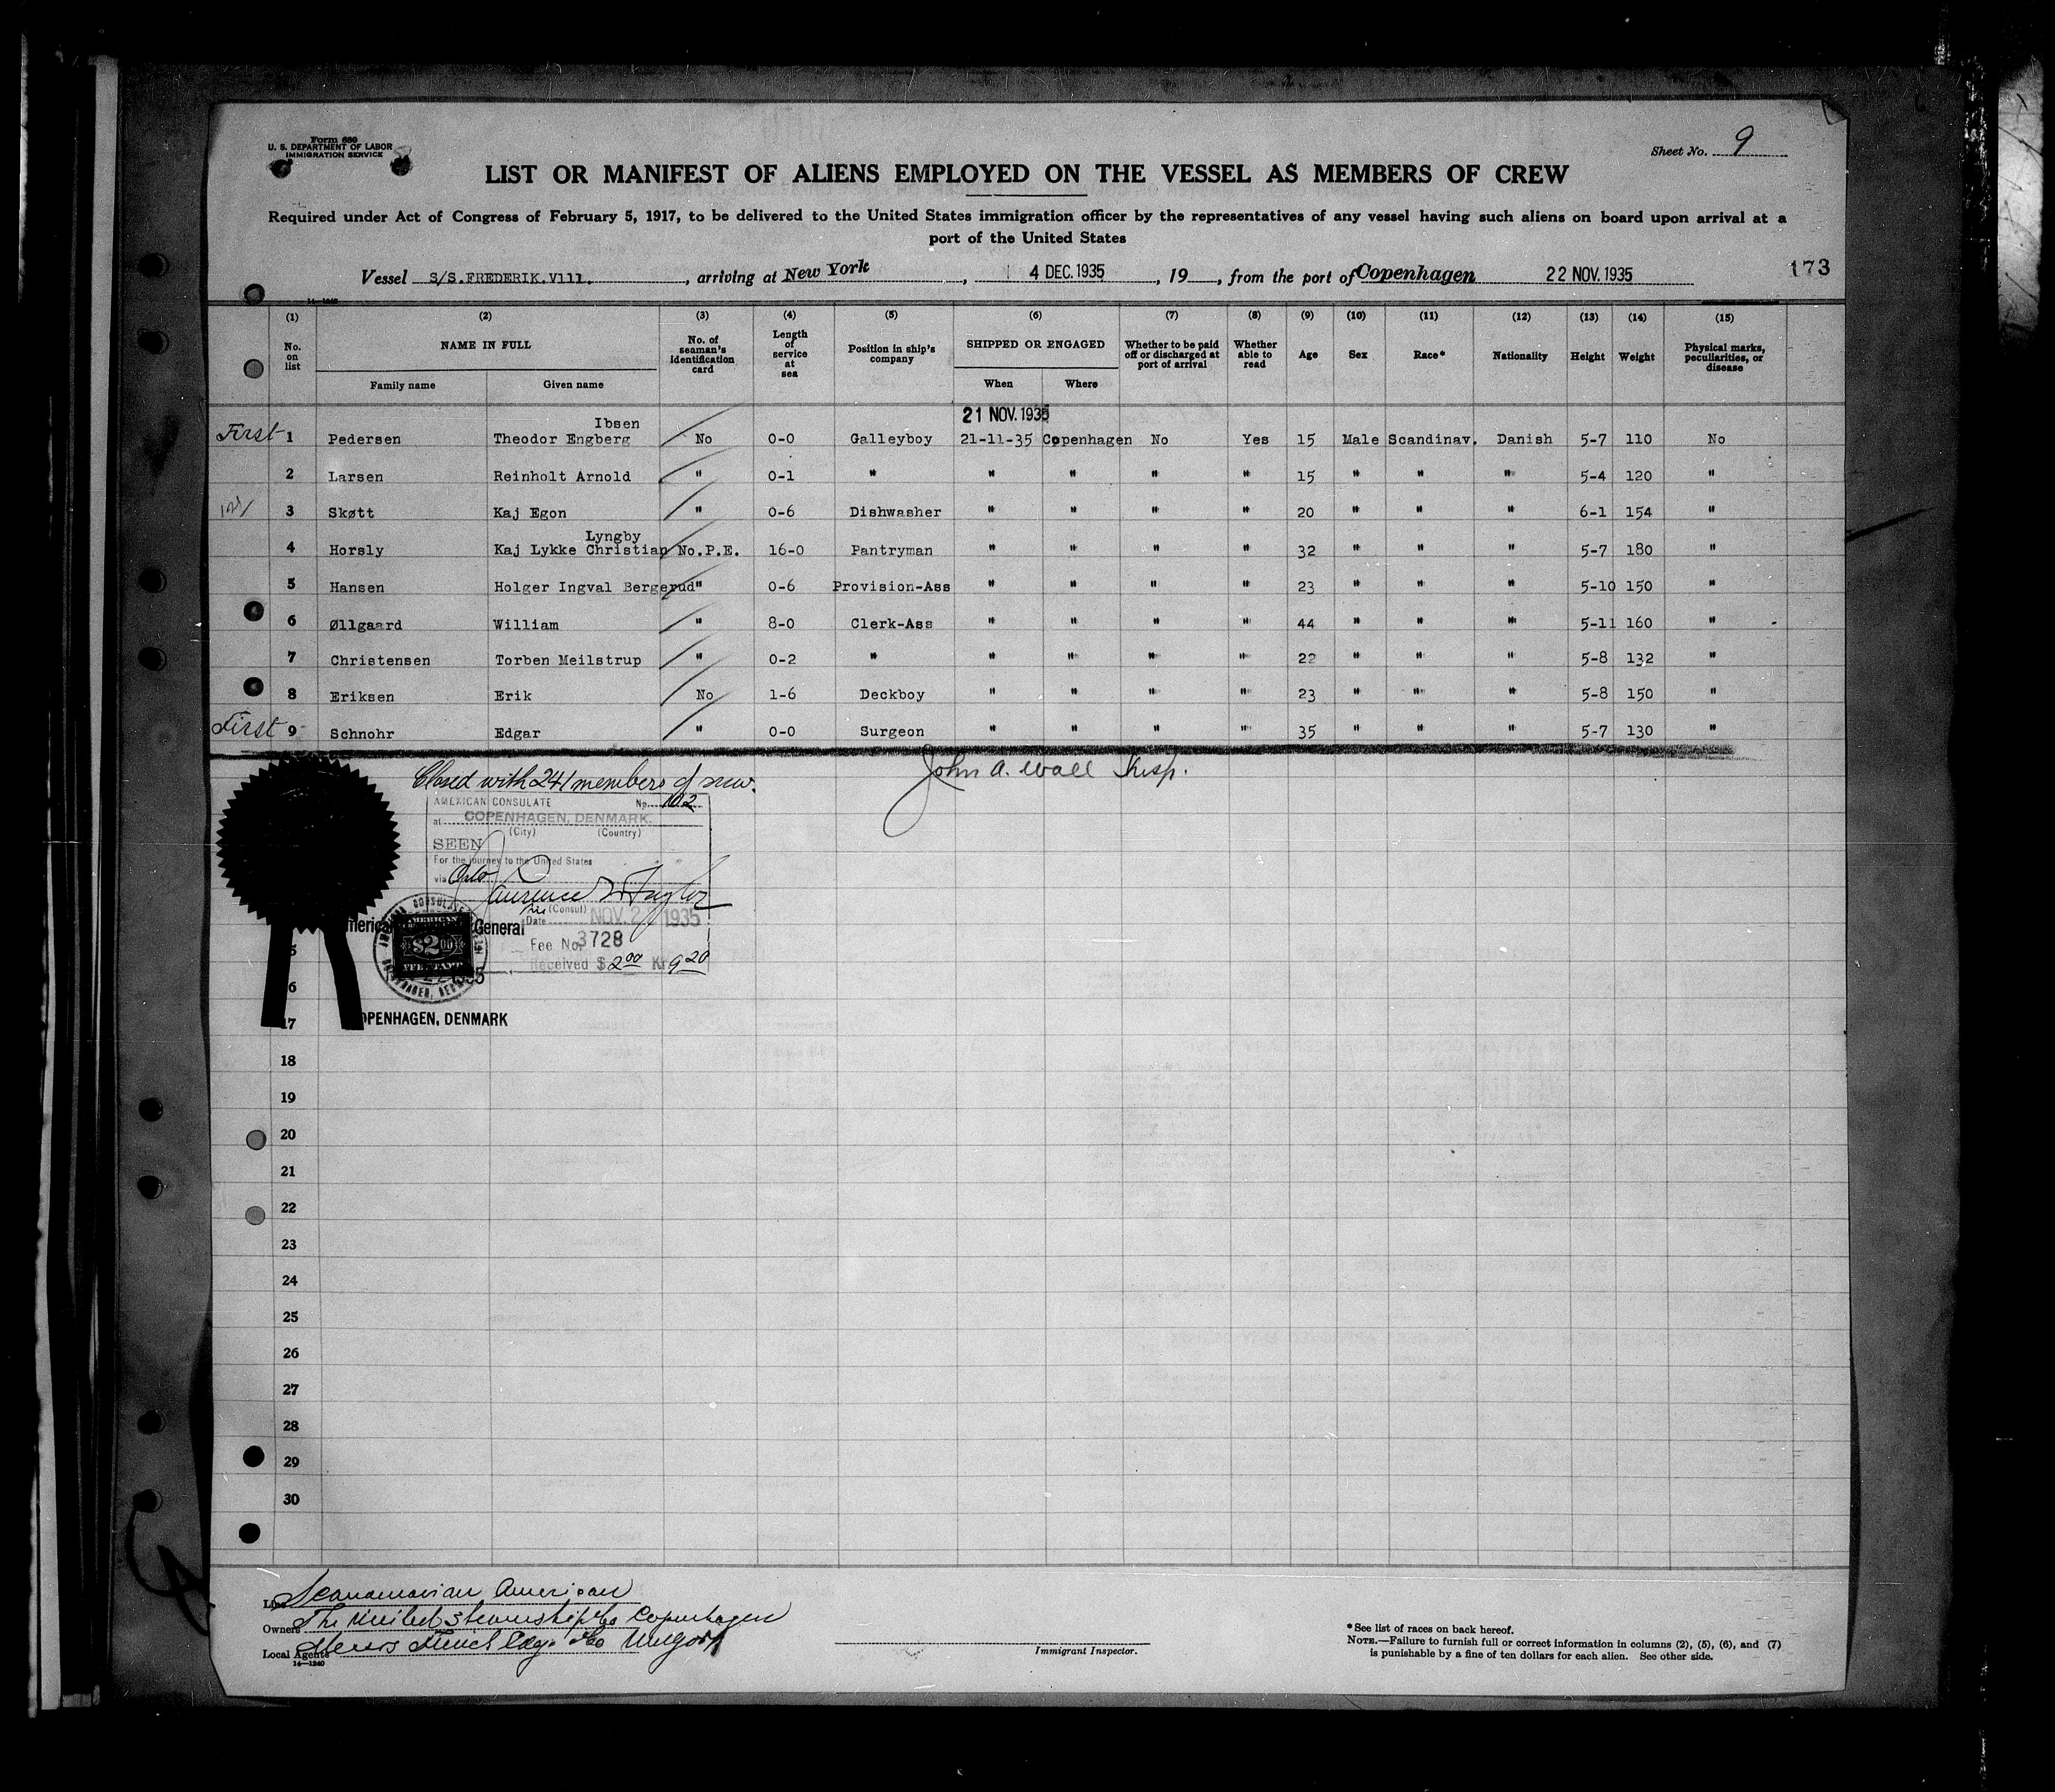 Form 680
U. S. DEPARTMENT OF LABOR
IMMIGRATION SERVICE
Sheet No. 9
LIST OR MANIFEST OF ALIENS EMPLOYED ON THE VESSEL AS MEMBERS OF CREW
Required under Act of Congress of February 5, 1917, to be delivered to the United States immigration officer by the representatives of any vessel having such aliens on board upon arrival at a
port of the United States
Vessel S/S.FREDERIK.V111. , arriving at New York , 4 DEC. 1935 , 19 , from the port of Copenhagen 22 NOV. 1935 173
(1) (2) (3) (4) (5) (6) (7) (8) (9) (10) (11) (12) (13) (14) (15)
No. on list NAME IN FULL No. of seaman's identification card Length of service at sea Position in ship's company SHIPPED OR ENGAGED Whether to be paid off or discharged at port of arrival Whether able to read Age Sex Race* Nationality Height Weight Physical marks, peculiarities, or disease
Family name Given name When Where
21 NOV. 1935
Ibsen
First 1 Pedersen Theodor Engberg No 0-0 Galleyboy 21-11-35 Copenhagen No Yes 15 Male Scandinav. Danish 5-7 110 No
2 Larsen Reinholt Arnold " 0-1 " " " " " 15 " " " 5-4 120 "
3 Skøtt Kaj Egon " 0-6 Dishwasher " " " " 20 " " " 6-1 154 "
Lyngby
4 Horsly Kaj Lykke Christian No.P.E. 16-0 Pantryman " " " " 32 " " " 5-7 180 "
5 Hansen Holger Ingval Bergerud " 0-6 Provision-Ass " " " " 23 " " " 5-10 150 "
6 Øllgaard William " 8-0 Clerk-Ass " " " " 44 " " " 5-11 160 "
7 Christensen Torben Meilstrup " 0-2 " " " " " 22 " " " 5-8 132 "
8 Eriksen Erik No 1-6 Deckboy " " " " 23 " " " 5-8 150 "
First 9 Schnohr Edgar " 0-0 Surgeon " " " " 35 " " " 5-7 130 "
Closed with 241 members of crew.
John A. Wall Insp.
AMERICAN CONSULATE No. 102
at COPENHAGEN, DENMARK.
(City) (Country)
SEEN
For the journey to the United States
via Oslo
(Consul)
Date NOV. 2 1935
General
Fee No. 3728
Received $ 2.00 Kr 9.20
AMERICAN
$2.00
5
6
17 OPENHAGEN, DENMARK
18
19
20
21
22
23
24
25
26
27
28
29
30
Line Scandinavian American
Owners The United Steamship Co Copenhagen
Local Agents
14-1240
Immigrant Inspector.
* See list of races on back hereof.
NOTE.—Failure to furnish full or correct information in columns (2), (5), (6), and (7)
is punishable by a fine of ten dollars for each alien. See other side.